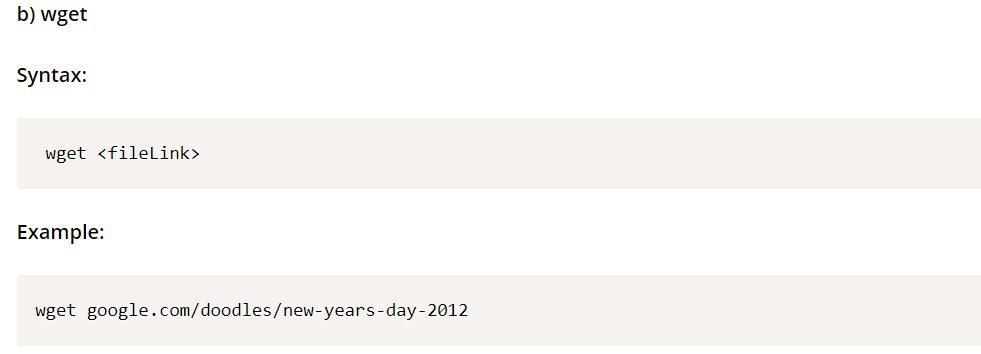 b) wget
Syntax:
wget <fileLink>
Example:
wget google.com/doodles/new-years-day-2012